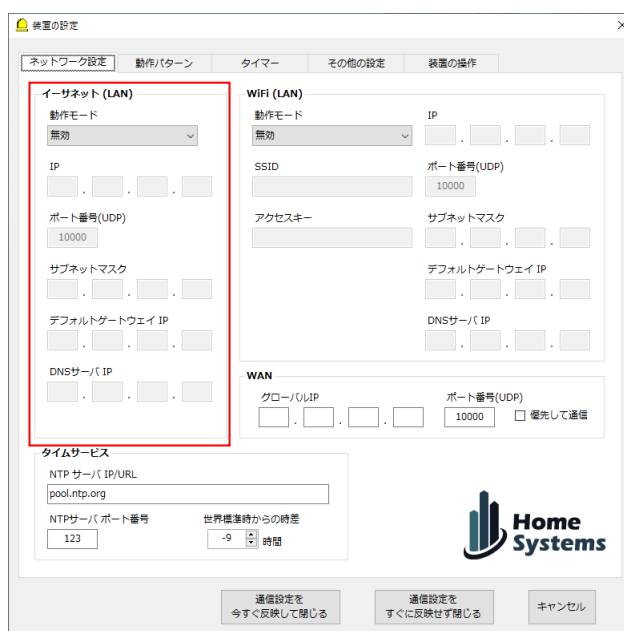 装置の設定
ネットワーク設定 動作パターン タイマー その他の設定 装置の操作
イーサネット (LAN)
動作モード
無効
IP
. . .
ポート番号(UDP)
10000
サブネットマスク
. . .
デフォルトゲートウェイ IP
. . .
DNSサーバ IP
. . .
WiFi (LAN)
動作モード
無効
SSID
アクセスキー
IP
. . .
ポート番号(UDP)
10000
サブネットマスク
. . .
デフォルトゲートウェイ IP
. . .
DNSサーバ IP
. . .
WAN
グローバルIP
. . .
ポート番号(UDP)
10000
優先して通信
タイムサービス
NTP サーバ IP/URL
pool.ntp.org
NTPサーバ ポート番号
123
世界標準時からの時差
-9 時間
Home
Systems
通信設定を
今すぐ反映して閉じる
通信設定を
すぐに反映せず閉じる
キャンセル